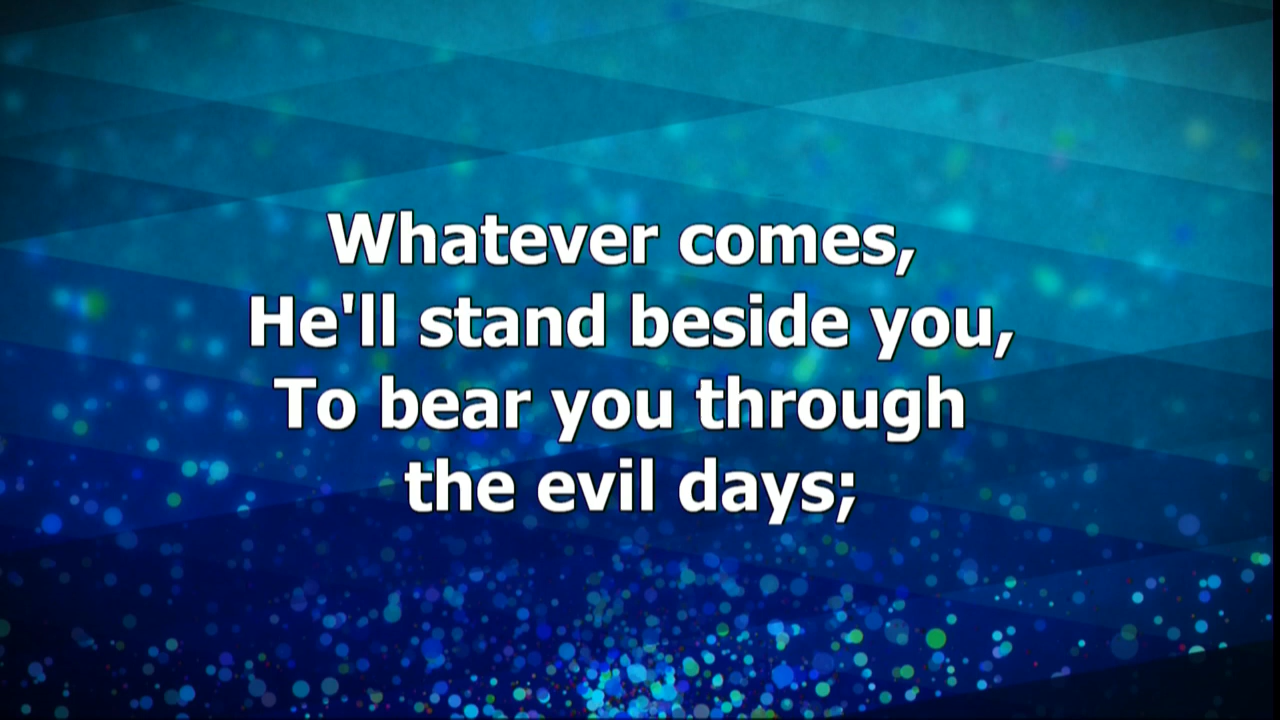 Whatever comes,
He'll stand beside you,
To bear you through
the evil days;